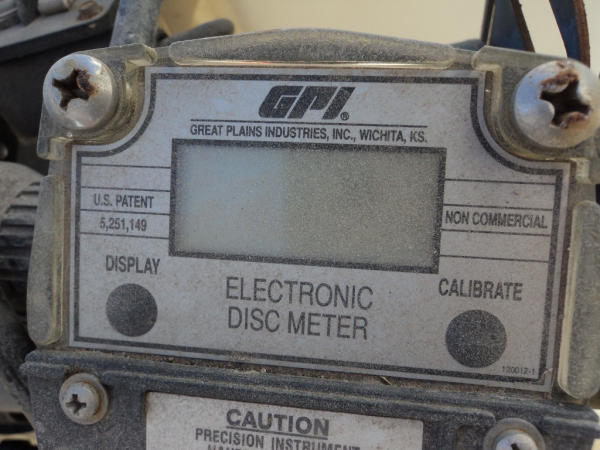 GPI®
GREAT PLAINS INDUSTRIES, INC., WICHITA, KS.
U.S. PATENT
5,251,149
NON COMMERCIAL
DISPLAY
CALIBRATE
ELECTRONIC
DISC METER
120012-1
CAUTION
PRECISION INSTRUMENT